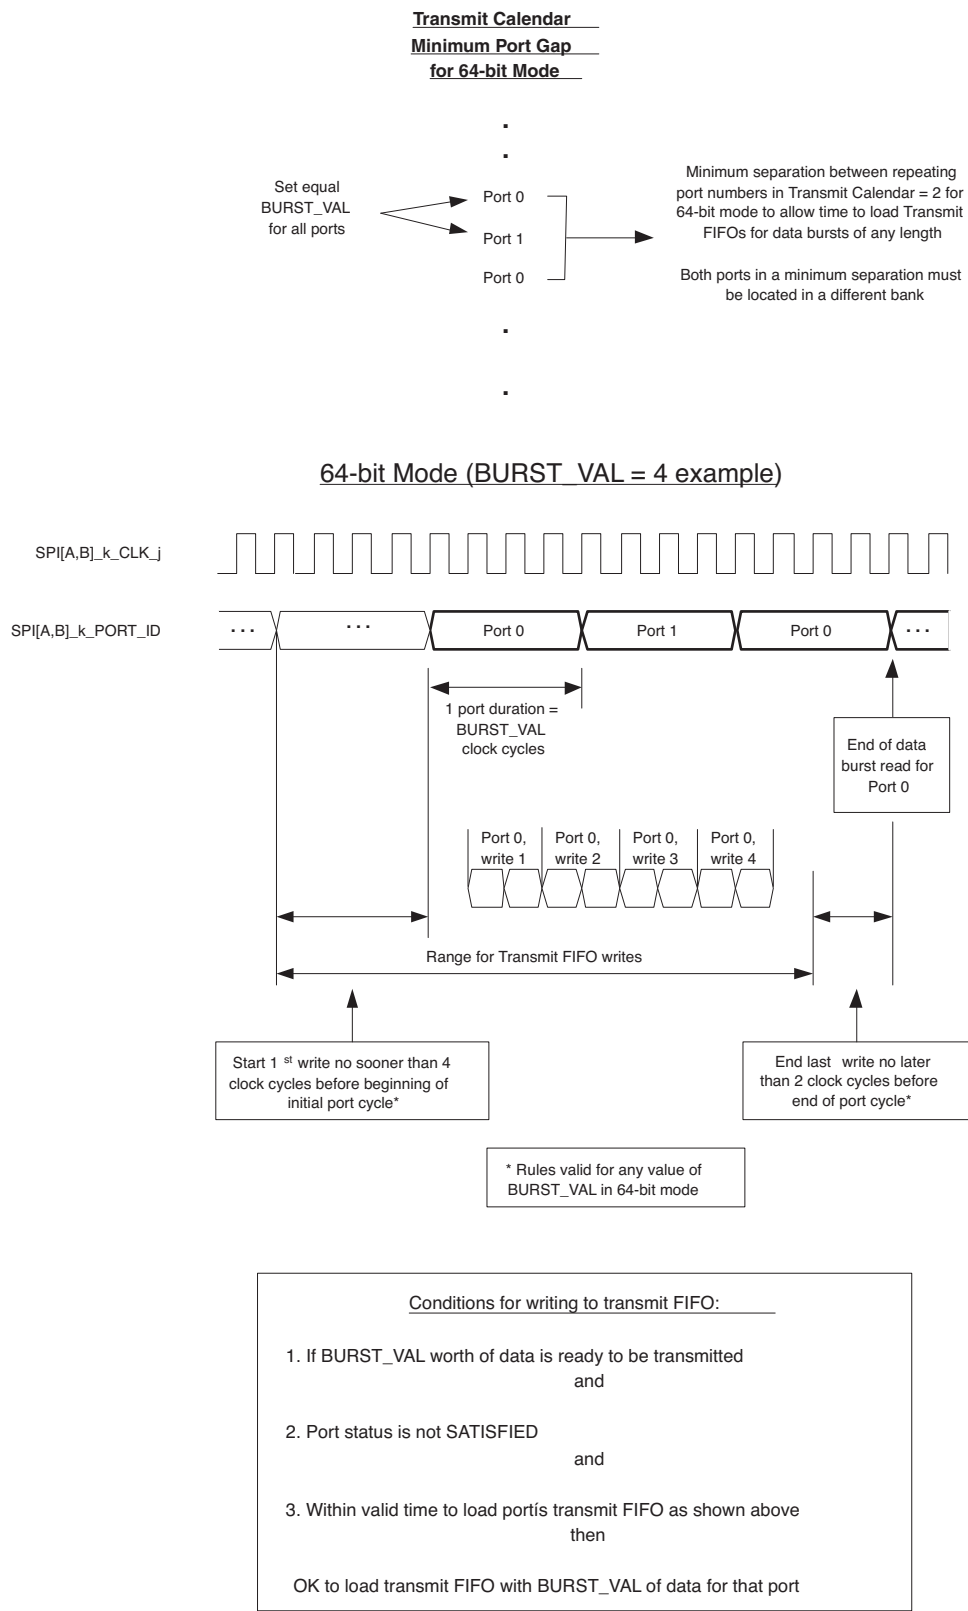 Transmit Calendar
Minimum Port Gap
for 64-bit Mode
.
.
Set equal
BURST_VAL
for all ports
Port 0
Port 1
Port 0
Minimum separation between repeating
port numbers in Transmit Calendar = 2 for
64-bit mode to allow time to load Transmit
FIFOs for data bursts of any length
Both ports in a minimum separation must
be located in a different bank
.
.
64-bit Mode (BURST_VAL = 4 example)
SPI[A,B]_k_CLK_j
SPI[A,B]_k_PORT_ID
... ... Port 0 Port 1 Port 0 ...
1 port duration =
BURST_VAL
clock cycles
End of data
burst read for
Port 0
Port 0, Port 0, Port 0, Port 0,
write 1 write 2 write 3 write 4
Range for Transmit FIFO writes
Start 1 st write no sooner than 4
clock cycles before beginning of
initial port cycle*
End last write no later
than 2 clock cycles before
end of port cycle*
* Rules valid for any value of
BURST_VAL in 64-bit mode
Conditions for writing to transmit FIFO:
1. If BURST_VAL worth of data is ready to be transmitted
and
2. Port status is not SATISFIED
and
3. Within valid time to load portís transmit FIFO as shown above
then
OK to load transmit FIFO with BURST_VAL of data for that port